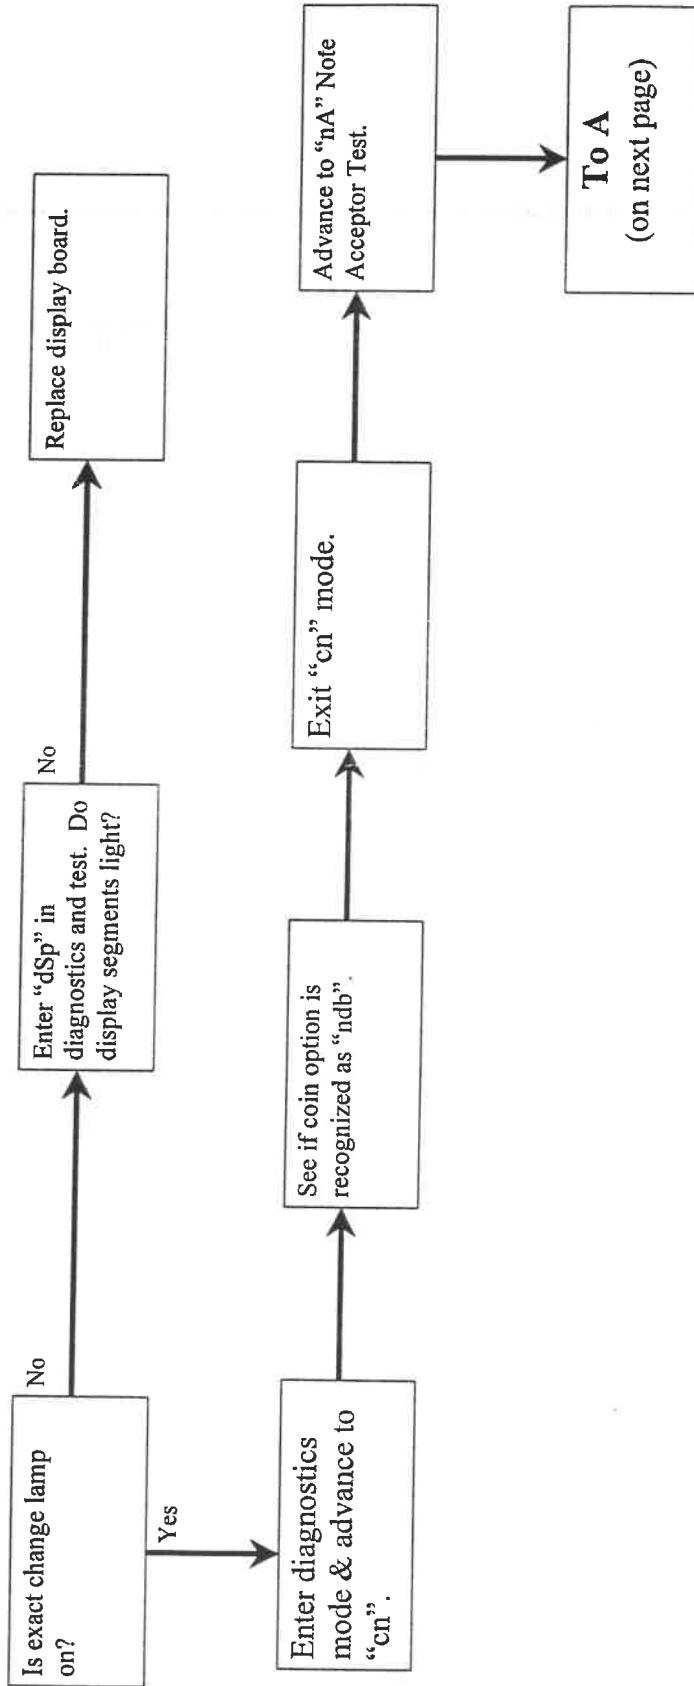 Is exact change lamp
on?
No
Enter “dSp” in
diagnostics and test. Do
display segments light?
No
Replace display board.
Yes
Enter diagnostics
mode & advance to
“cn”.
See if coin option is
recognized as “ndb”.
Exit “cn” mode.
Advance to “nA” Note
Acceptor Test.
To A
(on next page)